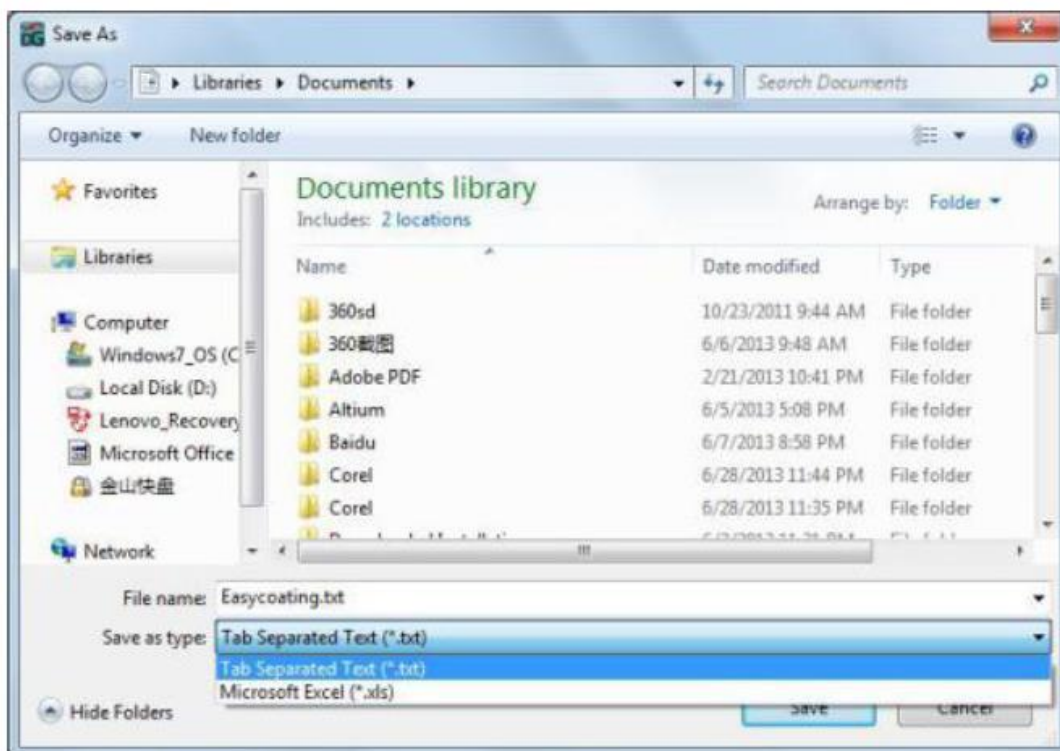 Save As
Libraries Documents
Search Documents
Organize
New folder
Favorites
Libraries
Computer
Windows7_OS (C
Local Disk (D:)
Lenovo_Recovery
Microsoft Office
金山快盘
Network
Documents library
Includes: 2 locations
Arrange by: Folder
Name Date modified Type
360sd 10/23/2011 9:44 AM File folder
360截图 6/6/2013 9:48 AM File folder
Adobe PDF 2/21/2013 10:41 PM File folder
Altium 6/5/2013 5:08 PM File folder
Baidu 6/7/2013 8:58 PM File folder
Corel 6/28/2013 11:44 PM File folder
Corel 6/28/2013 11:35 PM File folder
File name: Easycoating.txt
Save as type: Tab Separated Text (*.txt)
Tab Separated Text (*.txt)
Microsoft Excel (*.xls)
Hide Folders
Save
Cancel